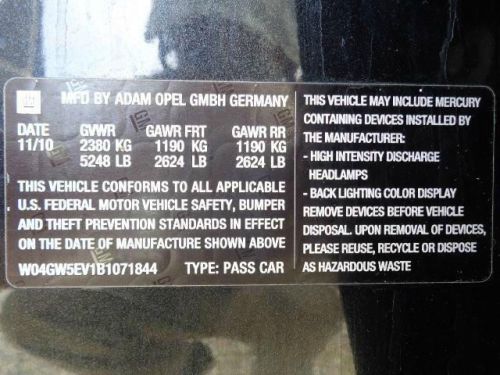 GM
MFD BY ADAM OPEL GMBH GERMANY
DATE GVWR GAWR FRT GAWR RR
11/10 2380 KG 1190 KG 1190 KG
5248 LB 2624 LB 2624 LB
THIS VEHICLE CONFORMS TO ALL APPLICABLE
U.S. FEDERAL MOTOR VEHICLE SAFETY, BUMPER
AND THEFT PREVENTION STANDARDS IN EFFECT
ON THE DATE OF MANUFACTURE SHOWN ABOVE
W04GW5EV1B1071844 TYPE: PASS CAR
THIS VEHICLE MAY INCLUDE MERCURY
CONTAINING DEVICES INSTALLED BY
THE MANUFACTURER:
- HIGH INTENSITY DISCHARGE
HEADLAMPS
- BACK LIGHTING COLOR DISPLAY
REMOVE DEVICES BEFORE VEHICLE
DISPOSAL. UPON REMOVAL OF DEVICES,
PLEASE REUSE, RECYCLE OR DISPOSE
AS HAZARDOUS WASTE